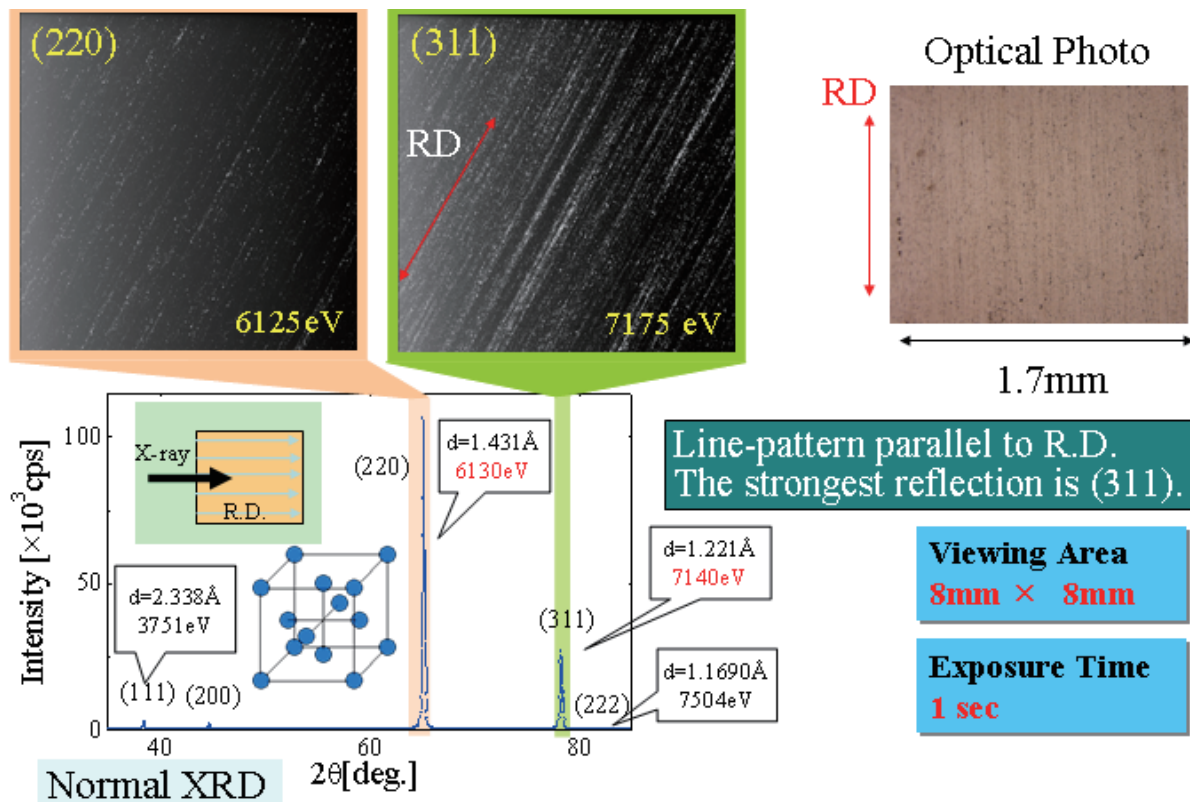 (220)
6125eV
(311)
RD
7175 eV
Optical Photo
RD
1.7mm
Intensity [×10³cps]
100
50
0
X-ray
R.D.
d=2.338Å
3751eV
(111)
(200)
(220)
d=1.431Å
6130eV
d=1.221Å
7140eV
(311)
(222)
d=1.1690Å
7504eV
40
60
80
2θ[deg.]
Normal XRD
Line-pattern parallel to R.D.
The strongest reflection is (311).
Viewing Area
8mm × 8mm
Exposure Time
1 sec